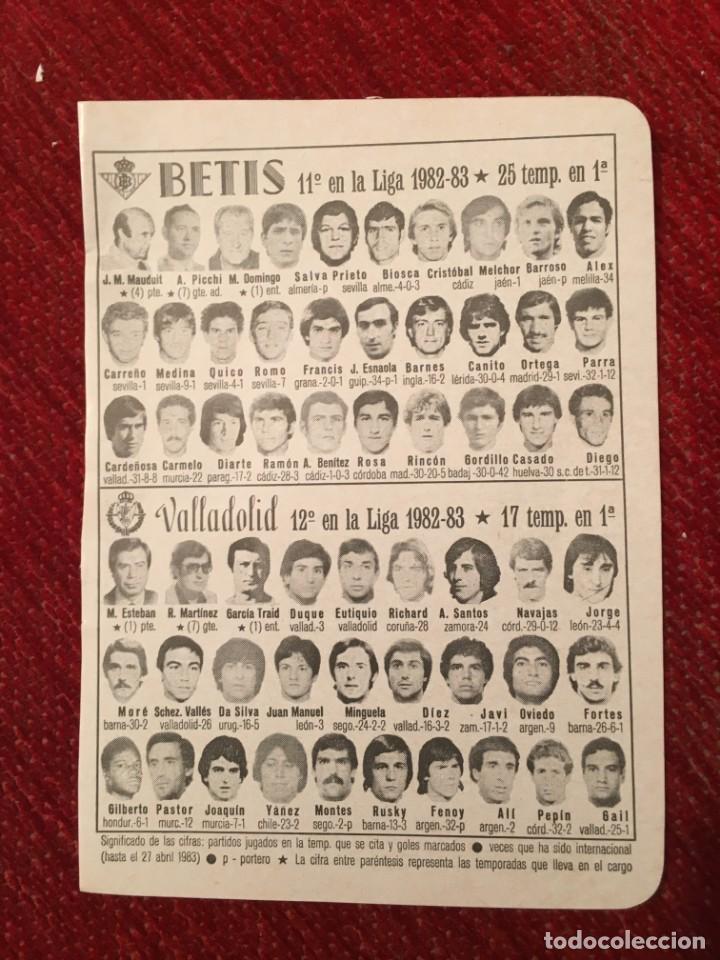 BETIS 11º en la Liga 1982-83 ★ 25 temp. en 1ª
J. M. Mauduit A. Picchi M. Domingo Salva Prieto Biosca Cristóbal Melchor Barroso Alex
★ (4) pte. ★ (7) gte. ad. ★ (1) ent. almería-p sevilla alme.-4-0-3 cádiz jaén-1 jaén-p melilla-34
Carreño Medina Quico Romo Francis J. Esnaola Barnes Canito Ortega Parra
sevilla-1 sevilla-9-1 sevilla-4-1 sevilla-7 grana.-2-0-1 guip.-34-p-1 ingla.-16-2 lérida-30-0-4 madrid-29-1 sevi.-32-1-12
Cardeñosa Carmelo Diarte Ramón A. Benítez Rosa Rincón Gordillo Casado Diego
vallad.-31-8-8 murcia-22 parag.-17-2 cádiz-28-3 cádiz-1-0-3 córdoba mad.-30-20-5 badaj.-30-0-42 huelva-30 s.c. de t.-31-1-12
Valladolid 12º en la Liga 1982-83 ★ 17 temp. en 1ª
M. Esteban R. Martínez García Traid Duque Eutiquio Richard A. Santos Navajas Jorge
★ (1) pte. ★ (7) gte. ★ (1) ent. vallad.-3 valladolid coruña-28 zamora-24 córd.-29-0-12 león-23-4-4
Moré Schez. Vallés Da Silva Juan Manuel Minguela Díez Javi Oviedo Fortes
barna-30-2 valladolid-26 urug.-16-5 león-3 sego.-24-2-2 vallad.-16-3-2 zam.-17-1-2 argen.-9 barna-26-6-1
Gilberto Pastor Joaquín Yáñez Montes Rusky Fenoy Alí Pepín Gail
hondur.-6-1 murc.-12 murcia-7-1 chile-23-2 sego.-2-p barna-13-3 argen.-32-p argen.-2 córd.-32-2 vallad.-25-1
Significado de las cifras: partidos jugados en la temp. que se cita y goles marcados ● veces que ha sido internacional
(hasta el 27 abril 1983) ● p - portero ★ La cifra entre paréntesis representa las temporadas que lleva en el cargo
todocoleccion
todocoleccion.net